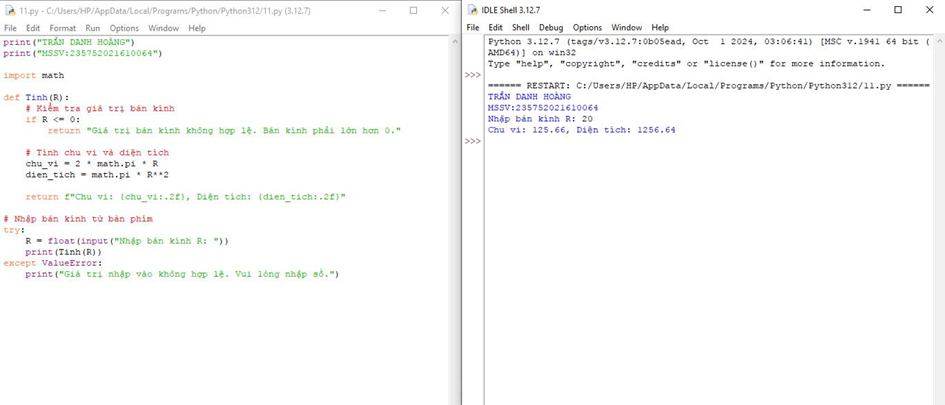 11.py - C:/Users/HP/AppData/Local/Programs/Python/Python312/11.py (3.12.7)
File Edit Format Run Options Window Help
print("TRẦN DANH HOÀNG")
print("MSSV:235752021610064")
import math
def Tinh(R):
# Kiểm tra giá trị bán kính
if R <= 0:
return "Giá trị bán kính không hợp lệ. Bán kính phải lớn hơn 0."
# Tính chu vi và diện tích
chu_vi = 2 * math.pi * R
dien_tich = math.pi * R**2
return f"Chu vi: {chu_vi:.2f}, Diện tích: {dien_tich:.2f}"
# Nhập bán kính từ bàn phím
try:
R = float(input("Nhập bán kính R: "))
print(Tinh(R))
except ValueError:
print("Giá trị nhập vào không hợp lệ. Vui lòng nhập số.")
IDLE Shell 3.12.7
File Edit Shell Debug Options Window Help
Python 3.12.7 (tags/v3.12.7:0b05ead, Oct 1 2024, 03:06:41) [MSC v.1941 64 bit (
AMD64)] on win32
Type "help", "copyright", "credits" or "license()" for more information.
>>>
====== RESTART: C:/Users/HP/AppData/Local/Programs/Python/Python312/11.py ======
TRẦN DANH HOÀNG
MSSV:235752021610064
Nhập bán kính R: 20
Chu vi: 125.66, Diện tích: 1256.64
>>>